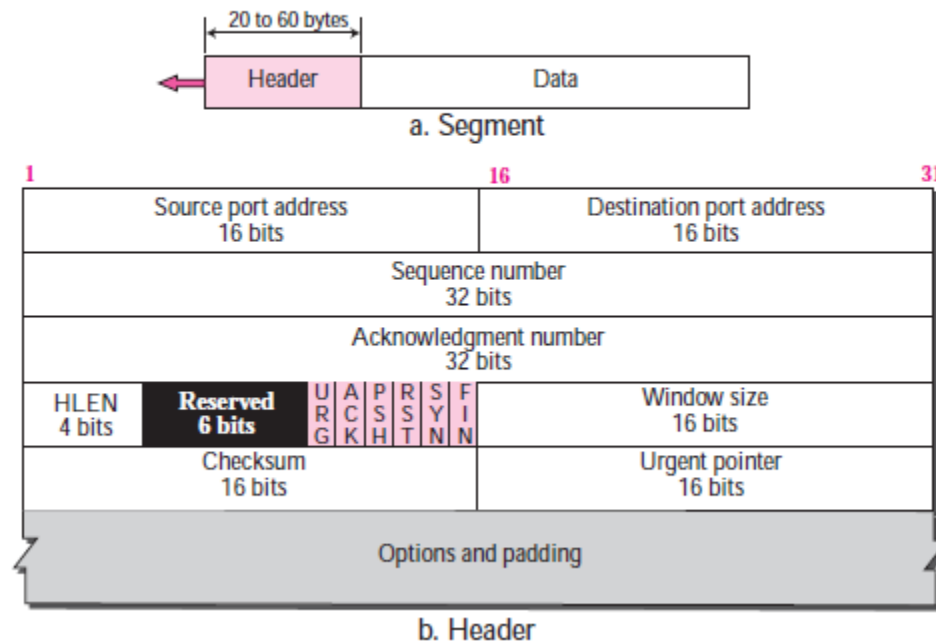 20 to 60 bytes
Header
Data
a. Segment
1
16
31
Source port address
16 bits
Destination port address
16 bits
Sequence number
32 bits
Acknowledgment number
32 bits
HLEN
4 bits
Reserved
6 bits
URG
ACK
PSH
RST
SYN
FIN
Window size
16 bits
Checksum
16 bits
Urgent pointer
16 bits
Options and padding
b. Header